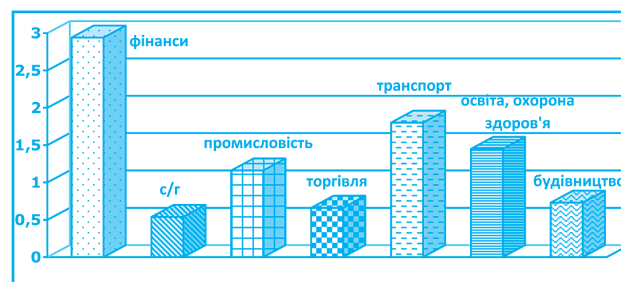 3
фінанси
2,5
транспорт
2
освіта, охорона
здоров'я
1,5
промисловість
1
с/г
торгівля
будівництво
0,5
0